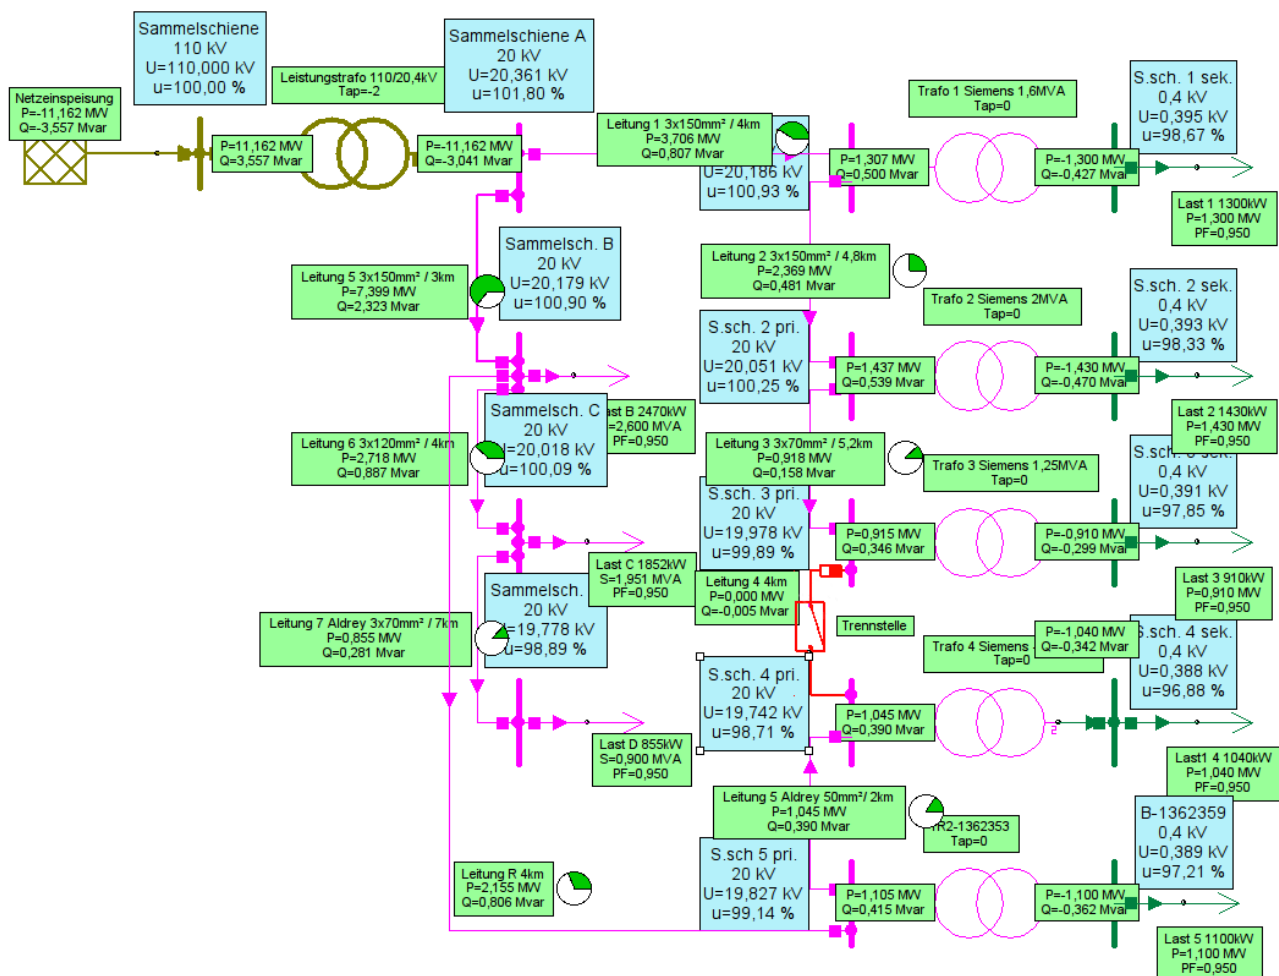 Sammelschiene
110 kV
U=110,000 kV
u=100,00 %
Sammelschiene A
20 kV
U=20,361 kV
u=101,80 %
Leistungstrafo 110/20,4kV
Tap=-2
Netzeinspeisung
P=-11,162 MW
Q=-3,557 Mvar
P=11,162 MW
Q=3,557 Mvar
P=-11,162 MW
Q=-3,041 Mvar
Leitung 1 3x150mm² / 4km
P=3,706 MW
Q=0,807 Mvar
U=20,186 kV
u=100,93 %
P=1,307 MW
Q=0,500 Mvar
Trafo 1 Siemens 1,6MVA
Tap=0
P=-1,300 MW
Q=-0,427 Mvar
S.sch. 1 sek.
0,4 kV
U=0,395 kV
u=98,67 %
Last 1 1300kW
P=1,300 MW
PF=0,950
Sammelsch. B
20 kV
U=20,179 kV
u=100,90 %
Leitung 5 3x150mm² / 3km
P=7,399 MW
Q=2,323 Mvar
Leitung 2 3x150mm² / 4,8km
P=2,369 MW
Q=0,481 Mvar
S.sch. 2 pri.
20 kV
U=20,051 kV
u=100,25 %
P=1,437 MW
Q=0,539 Mvar
Trafo 2 Siemens 2MVA
Tap=0
P=-1,430 MW
Q=-0,470 Mvar
S.sch. 2 sek.
0,4 kV
U=0,393 kV
u=98,33 %
Last 2 1430kW
P=1,430 MW
PF=0,950
Sammelsch. C
20 kV
=20,018 kV
u=100,09 %
ast B 2470kW
=2,600 MVA
PF=0,950
Leitung 6 3x120mm² / 4km
P=2,718 MW
Q=0,887 Mvar
Leitung 3 3x70mm² / 5,2km
P=0,918 MW
Q=0,158 Mvar
S.sch. 3 pri.
20 kV
U=19,978 kV
u=99,89 %
P=0,915 MW
Q=0,346 Mvar
Trafo 3 Siemens 1,25MVA
Tap=0
P=-0,910 MW
Q=-0,299 Mvar
0,4 kV
U=0,391 kV
u=97,85 %
Last 3 910kW
P=0,910 MW
PF=0,950
Last C 1852kW
S=1,951 MVA
PF=0,950
Leitung 4 4km
P=0,000 MW
Q=-0,005 Mvar
Trennstelle
Sammelsch.
20 kV
=19,778 kV
u=98,89 %
Leitung 7 Aldrey 3x70mm² / 7km
P=0,855 MW
Q=0,281 Mvar
S.sch. 4 pri.
20 kV
U=19,742 kV
u=98,71 %
P=1,045 MW
Q=0,390 Mvar
Trafo 4 Siemens
Tap=0
P=-1,040 MW
Q=-0,342 Mvar
S.sch. 4 sek.
0,4 kV
U=0,388 kV
u=96,88 %
Last1 4 1040kW
P=1,040 MW
PF=0,950
Last D 855kW
S=0,900 MVA
PF=0,950
Leitung 5 Aldrey 50mm²/ 2km
P=1,045 MW
Q=0,390 Mvar
TR2-1362353
Tap=0
B-1362359
0,4 kV
U=0,389 kV
u=97,21 %
Leitung R 4km
P=2,155 MW
Q=0,806 Mvar
S.sch 5 pri.
20 kV
U=19,827 kV
u=99,14 %
P=1,105 MW
Q=0,415 Mvar
P=-1,100 MW
Q=-0,362 Mvar
Last 5 1100kW
P=1,100 MW
PF=0,950